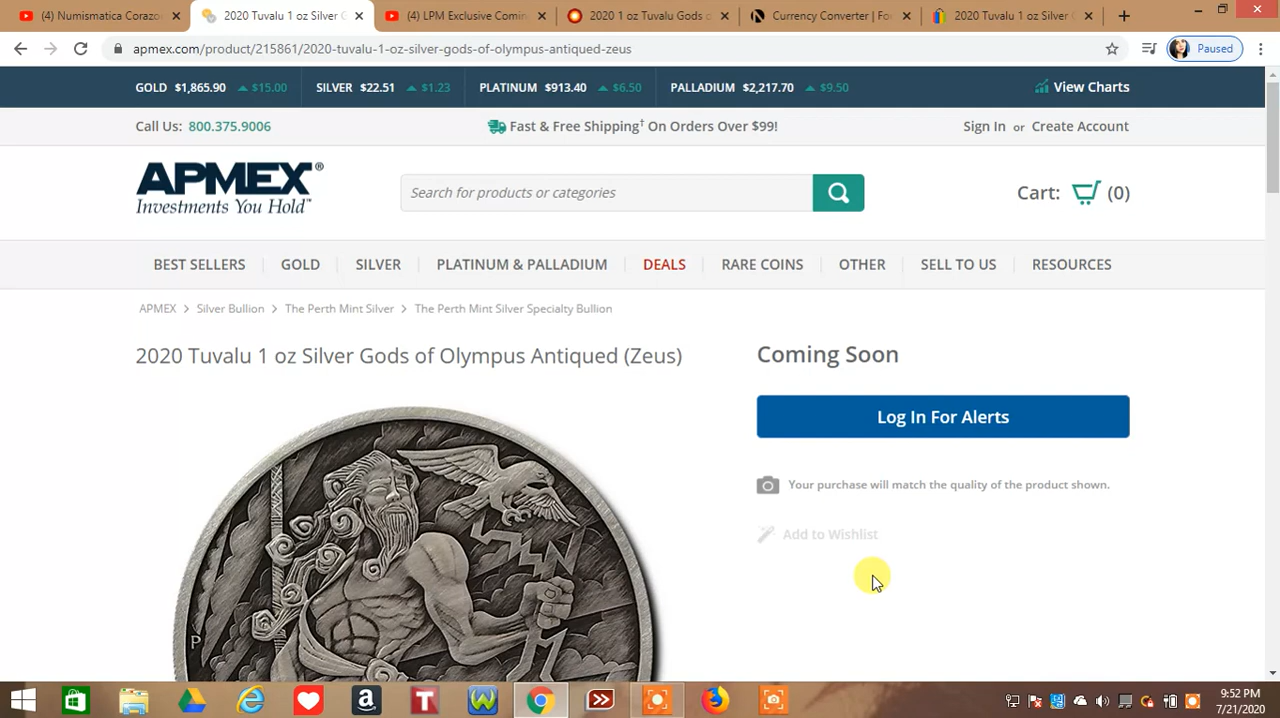 (4) Numismatica Corazo
2020 Tuvalu 1 oz Silver G
(4) LPM Exclusive Comin
2020 1 oz Tuvalu Gods o
Currency Converter | Fo
2020 Tuvalu 1 oz Silver
apmex.com/product/215861/2020-tuvalu-1-oz-silver-gods-of-olympus-antiqued-zeus
Paused
GOLD $1,865.90 $15.00 SILVER $22.51 $1.23 PLATINUM $913.40 $6.50 PALLADIUM $2,217.70 $9.50 View Charts
Call Us: 800.375.9006 Fast & Free Shipping† On Orders Over $99! Sign In or Create Account
APMEX®
Investments You Hold™
Search for products or categories
Cart: (0)
BEST SELLERS GOLD SILVER PLATINUM & PALLADIUM DEALS RARE COINS OTHER SELL TO US RESOURCES
APMEX > Silver Bullion > The Perth Mint Silver > The Perth Mint Silver Specialty Bullion
2020 Tuvalu 1 oz Silver Gods of Olympus Antiqued (Zeus)
Coming Soon
Log In For Alerts
Your purchase will match the quality of the product shown.
Add to Wishlist
P
9:52 PM
7/21/2020